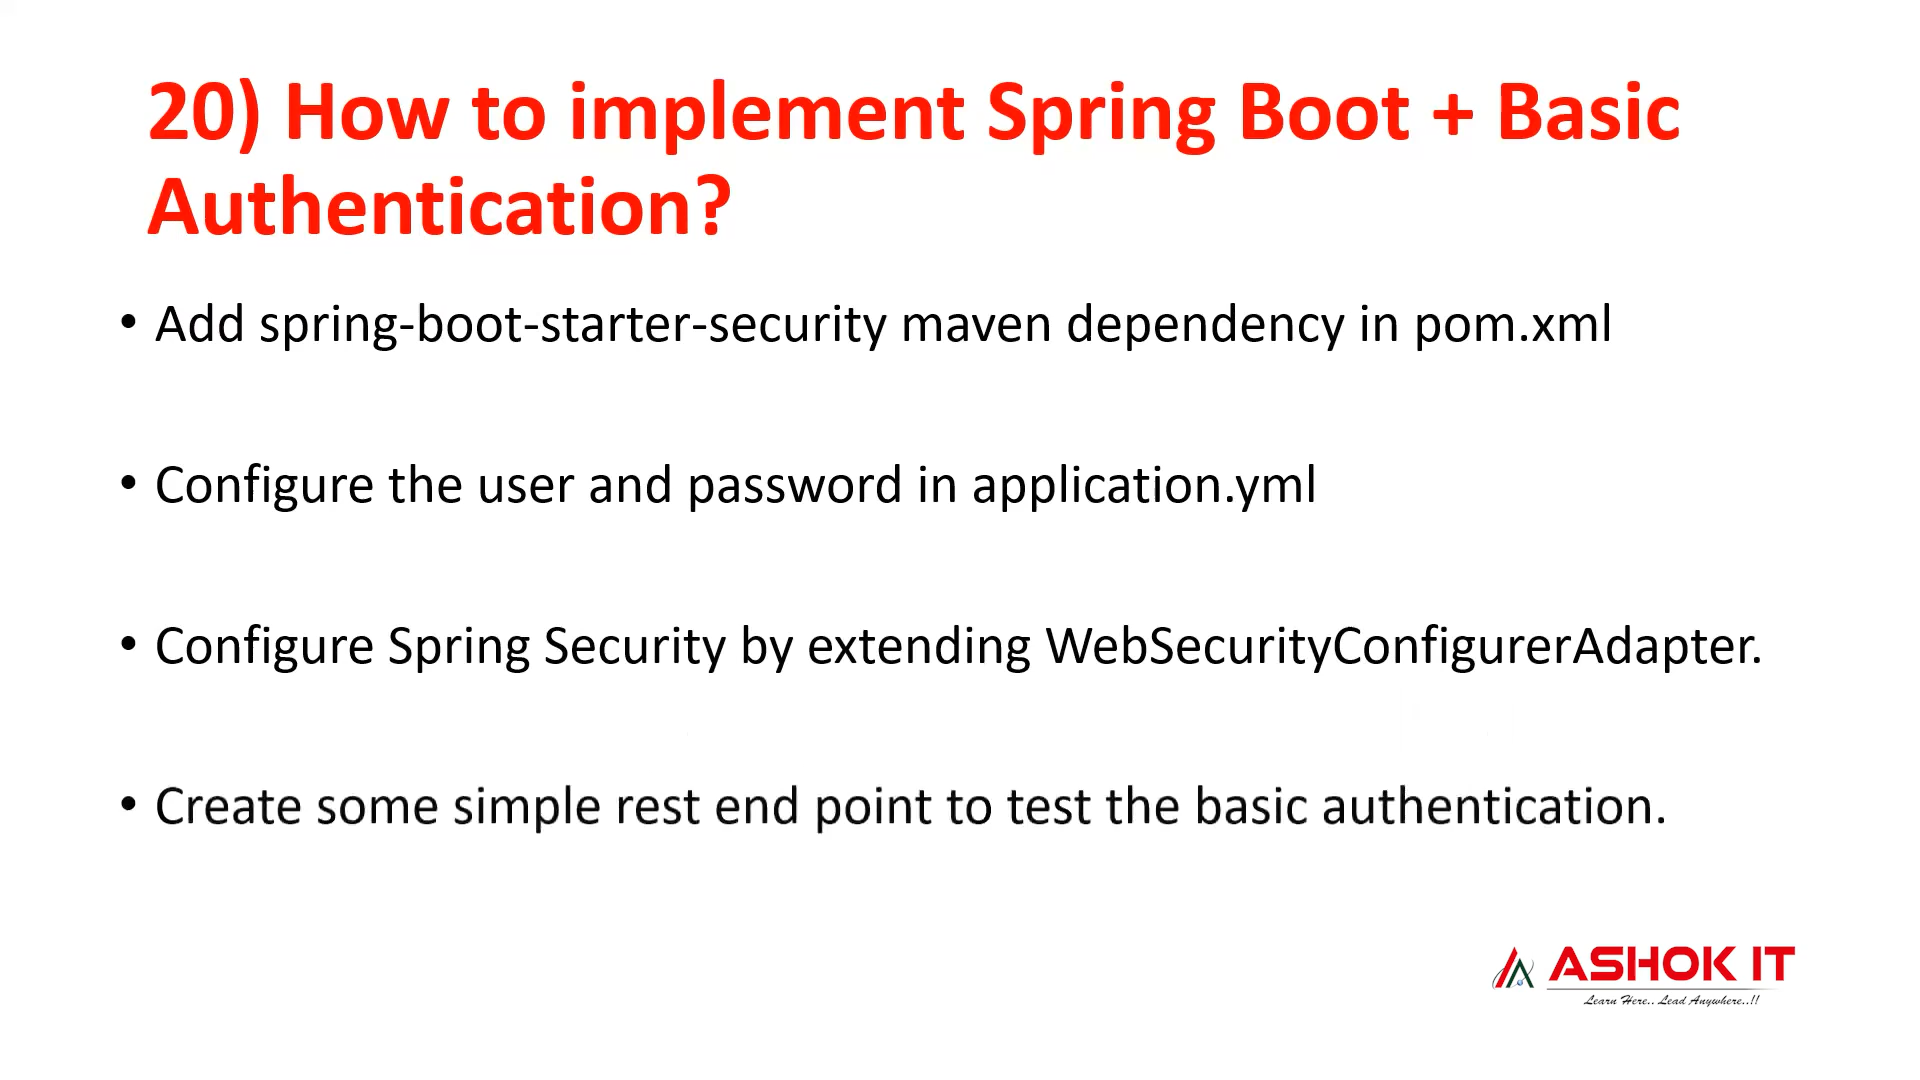 20) How to implement Spring Boot + Basic
Authentication?
• Add spring-boot-starter-security maven dependency in pom.xml
• Configure the user and password in application.yml
• Configure Spring Security by extending WebSecurityConfigurerAdapter.
• Create some simple rest end point to test the basic authentication.
ASHOK IT
Learn Here.. Lead Anywhere..!!